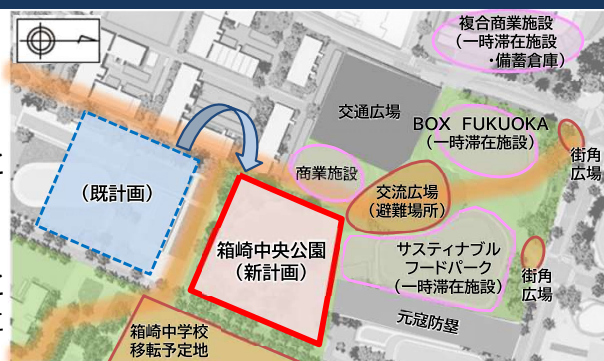 複合商業施設
(一時滞在施設
・備蓄倉庫)
交通広場
BOX FUKUOKA
(一時滞在施設)
街角
広場
商業施設
交流広場
(避難場所)
(既計画)
箱崎中央公園
(新計画)
サスティナブル
フードパーク
(一時滞在施設)
街角
広場
元寇防塁
箱崎中学校
移転予定地